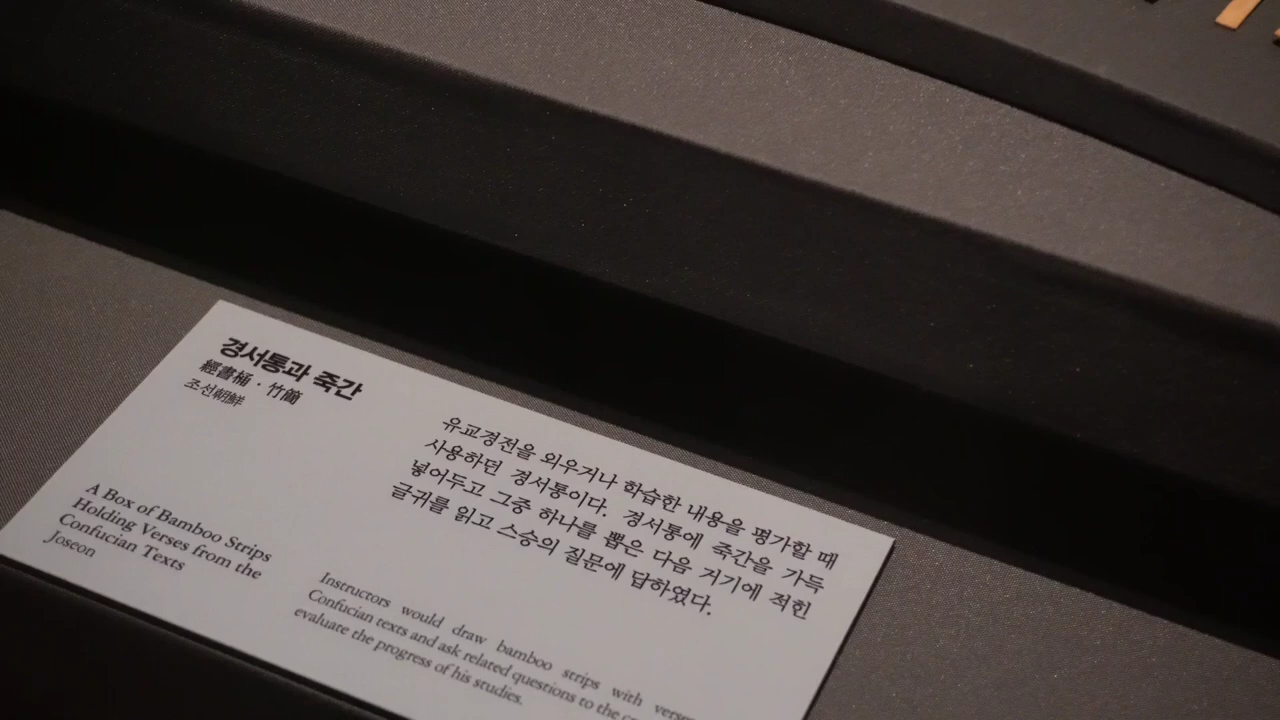 경서통과 죽간
經書桶 · 竹簡
조선朝鮮
유교경전을 외우거나 학습한 내용을 평가할 때
사용하던 경서통이다. 경서통에 죽간을 가득
넣어두고 그중 하나를 뽑은 다음 거기에 적힌
글귀를 읽고 스승의 질문에 답하였다.
A Box of Bamboo Strips
Holding Verses from the
Confucian Texts
Joseon
Instructors would draw bamboo strips with
Confucian texts and ask related questions to the
evaluate the progress of his studies.